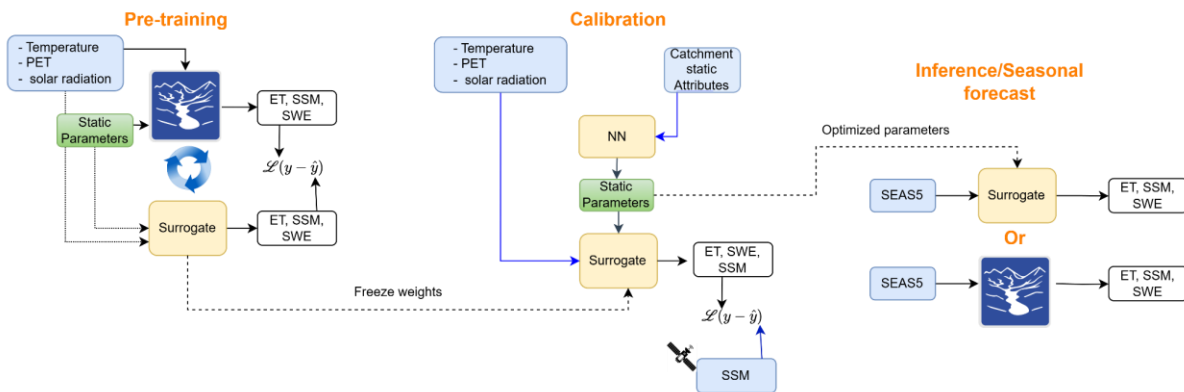 Pre-training
- Temperature
- PET
- solar radiation
Static
Parameters
ET, SSM,
SWE
ℒ(y − ŷ)
Surrogate
ET, SSM,
SWE
Freeze weights
Calibration
- Temperature
- PET
- solar radiation
Catchment
static
Attributes
NN
Static
Parameters
Surrogate
ET, SWE,
SSM
ℒ(y − ŷ)
SSM
Optimized parameters
Inference/Seasonal
forecast
SEAS5
Surrogate
ET, SSM,
SWE
Or
SEAS5
ET, SSM,
SWE